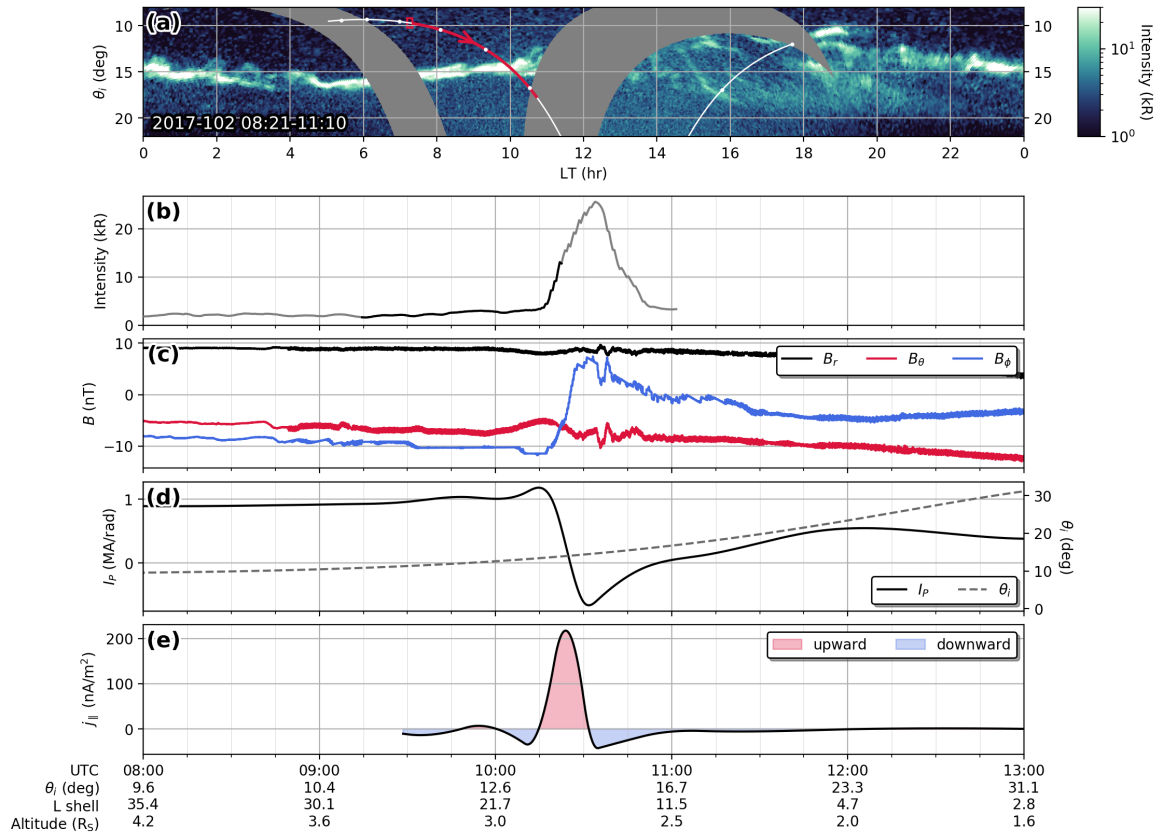 (a)
10
15
20
θi (deg)
2017-102 08:21-11:10
10
15
20
10¹
10⁰
Intensity (kR)
0 2 4 6 8 10 12 14 16 18 20 22 0
LT (hr)
(b)
20
10
0
Intensity (kR)
(c)
10
0
−10
B (nT)
Br Bθ Bϕ
(d)
1
0
IP (MA/rad)
30
20
10
0
θi (deg)
IP θi
(e)
200
100
0
j∥ (nA/m²)
upward downward
UTC 08:00 09:00 10:00 11:00 12:00 13:00
θi (deg) 9.6 10.4 12.6 16.7 23.3 31.1
L shell 35.4 30.1 21.7 11.5 4.7 2.8
Altitude (RS) 4.2 3.6 3.0 2.5 2.0 1.6